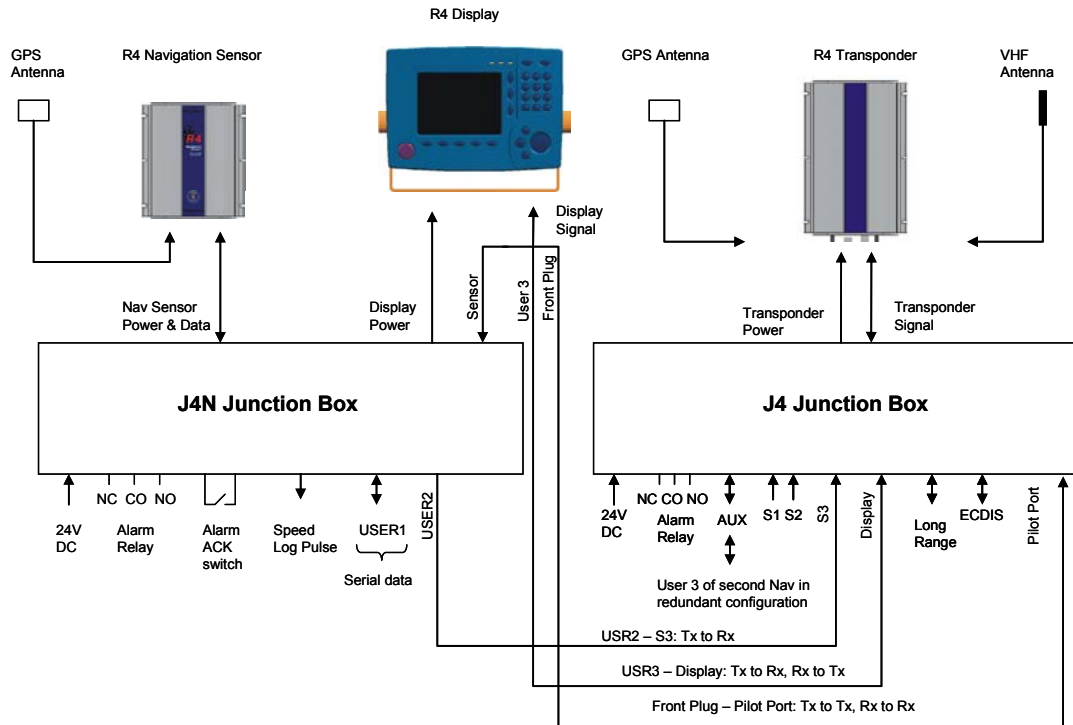 R4 Display
GPS
Antenna
R4 Navigation Sensor
GPS Antenna
R4 Transponder
VHF
Antenna
R4
Display
Signal
Nav Sensor
Power & Data
Display
Power
Sensor
User 3
Front Plug
Transponder
Power
Transponder
Signal
J4N Junction Box
J4 Junction Box
24V
DC
NC CO NO
Alarm
Relay
Alarm
ACK
switch
Speed
Log Pulse
USER1
Serial data
USER2
24V
DC
NC CO NO
Alarm
Relay
AUX
S1 S2
S3
Display
Long
Range
ECDIS
Pilot Port
User 3 of second Nav in
redundant configuration
USR2 – S3: Tx to Rx
USR3 – Display: Tx to Rx, Rx to Tx
Front Plug – Pilot Port: Tx to Tx, Rx to Rx